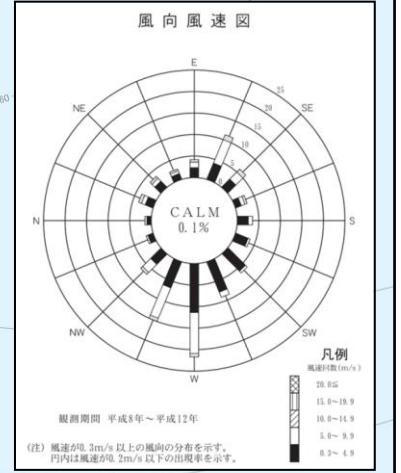 風向風速図
E
25
20
NE
SE
15
10
5
0
CALM
0.1%
N
S
NW
SW
W
凡例
風速回数(m/s)
20.0≦
15.0〜19.9
10.0〜14.9
5.0〜 9.9
0.3〜 4.9
観測期間 平成8年〜平成12年
(注) 風速が0.3m/s 以上の風向の分布を示す。
円内は風速が0.2m/s 以下の出現率を示す。